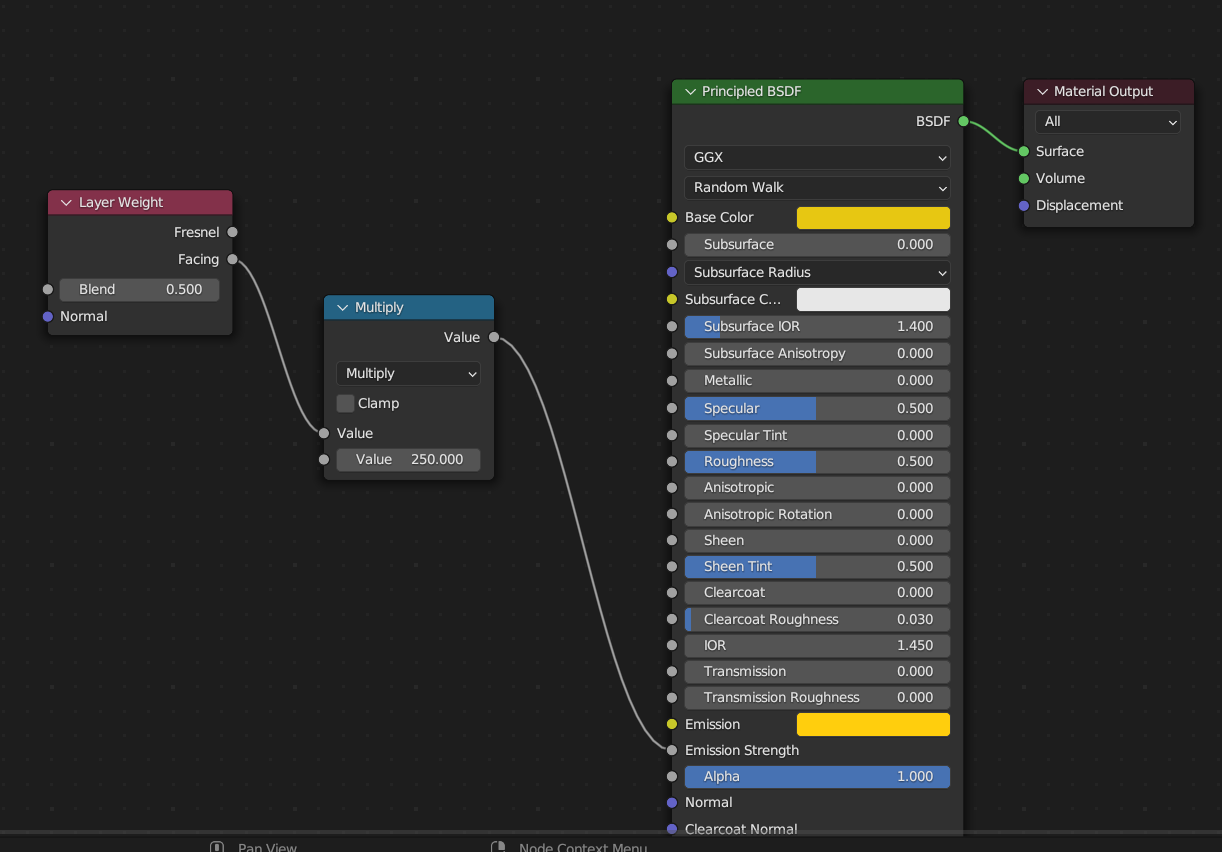 Layer Weight
Fresnel
Facing
Blend 0.500
Normal
Multiply
Value
Multiply
Clamp
Value
Value 250.000
Principled BSDF
BSDF
GGX
Random Walk
Base Color
Subsurface 0.000
Subsurface Radius
Subsurface C...
Subsurface IOR 1.400
Subsurface Anisotropy 0.000
Metallic 0.000
Specular 0.500
Specular Tint 0.000
Roughness 0.500
Anisotropic 0.000
Anisotropic Rotation 0.000
Sheen 0.000
Sheen Tint 0.500
Clearcoat 0.000
Clearcoat Roughness 0.030
IOR 1.450
Transmission 0.000
Transmission Roughness 0.000
Emission
Emission Strength
Alpha 1.000
Normal
Clearcoat Normal
Material Output
All
Surface
Volume
Displacement
Pan View
Node Context Menu